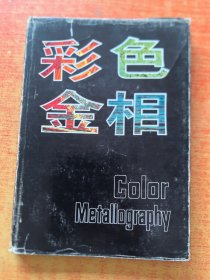 彩色
金相
Color
Metallography